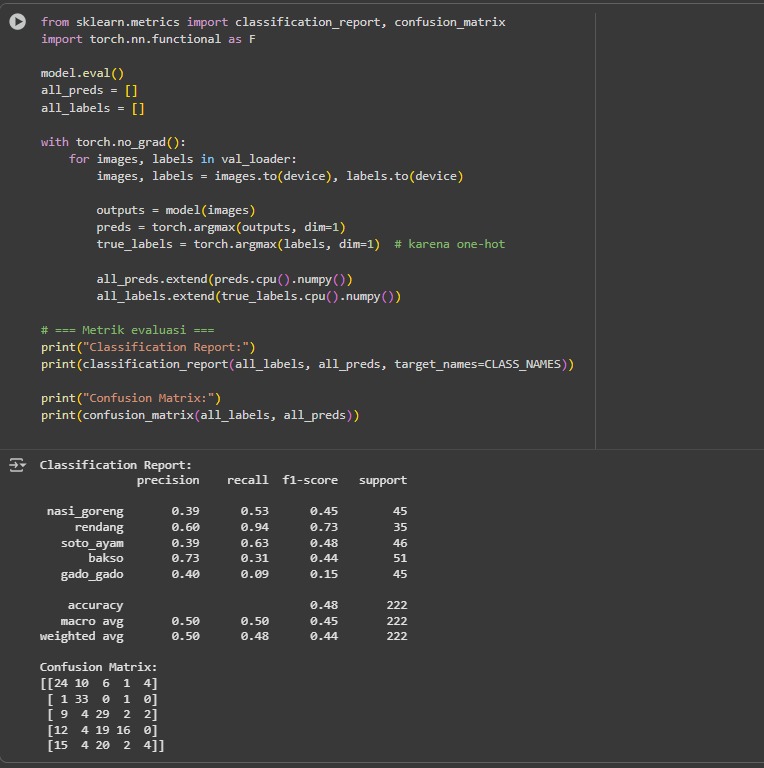 from sklearn.metrics import classification_report, confusion_matrix
import torch.nn.functional as F

model.eval()
all_preds = []
all_labels = []

with torch.no_grad():
    for images, labels in val_loader:
        images, labels = images.to(device), labels.to(device)

        outputs = model(images)
        preds = torch.argmax(outputs, dim=1)
        true_labels = torch.argmax(labels, dim=1)  # karena one-hot

        all_preds.extend(preds.cpu().numpy())
        all_labels.extend(true_labels.cpu().numpy())

# === Metrik evaluasi ===
print("Classification Report:")
print(classification_report(all_labels, all_preds, target_names=CLASS_NAMES))

print("Confusion Matrix:")
print(confusion_matrix(all_labels, all_preds))

Classification Report:
              precision    recall  f1-score   support

 nasi_goreng       0.39      0.53      0.45        45
     rendang       0.60      0.94      0.73        35
   soto_ayam       0.39      0.63      0.48        46
       bakso       0.73      0.31      0.44        51
   gado_gado       0.40      0.09      0.15        45

    accuracy                           0.48       222
   macro avg       0.50      0.50      0.45       222
weighted avg       0.50      0.48      0.44       222

Confusion Matrix:
[[24 10  6  1  4]
 [ 1 33  0  1  0]
 [ 9  4 29  2  2]
 [12  4 19 16  0]
 [15  4 20  2  4]]